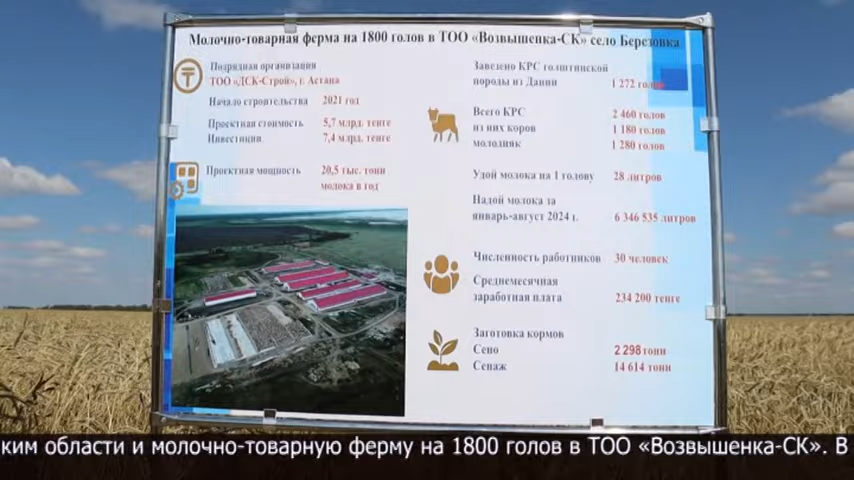 Молочно-товарная ферма на 1800 голов в ТОО «Возвышенка-СК» село Березовка
Подрядная организация
ТОО «ДСК-Строй», г. Астана
Начало строительства 2021 год
Проектная стоимость 5,7 млрд. тенге
Инвестиции 7,4 млрд. тенге
Проектная мощность 20,5 тыс. тонн
молока в год
Завезено КРС голштинской
породы из Дании 1 272 голов
Всего КРС 2 460 голов
из них коров 1 180 голов
молодняк 1 280 голов
Удой молока на 1 голову 28 литров
Надой молока за
январь-август 2024 г. 6 346 535 литров
Численность работников 30 человек
Среднемесячная
заработная плата 234 200 тенге
Заготовка кормов
Сено 2 298 тонн
Сенаж 14 614 тонн
ким области и молочно-товарную ферму на 1800 голов в ТОО «Возвышенка-СК». В